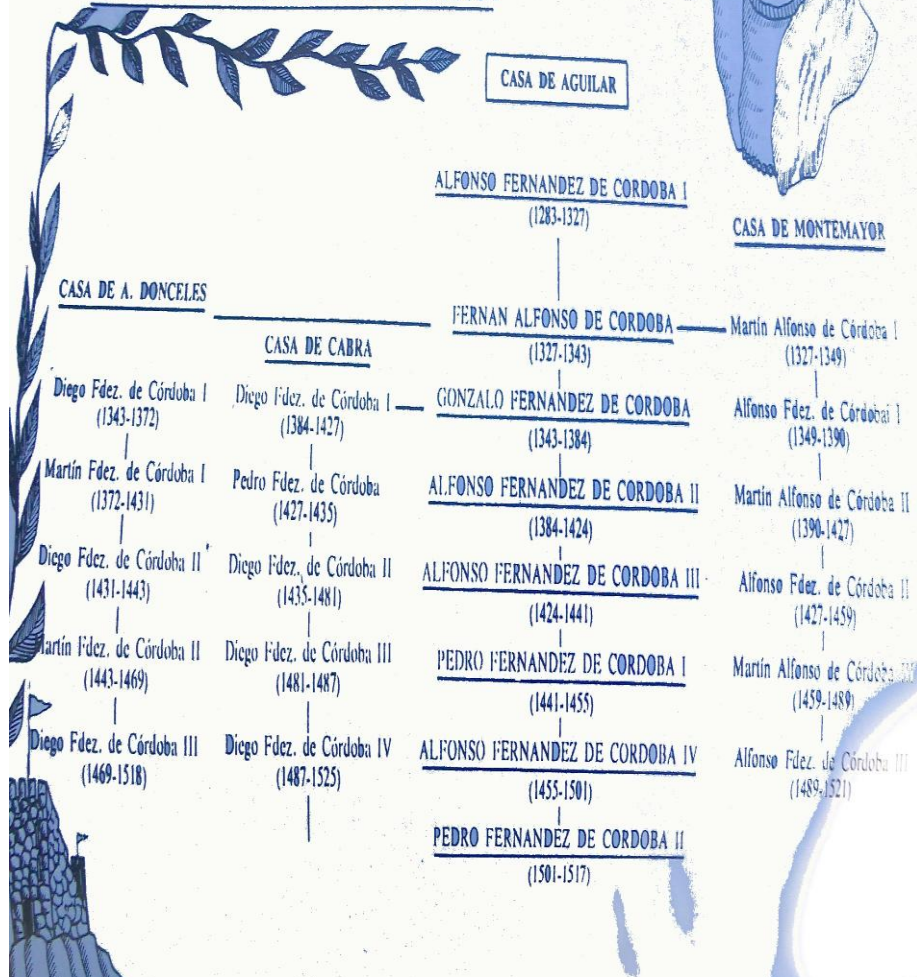 CASA DE AGUILAR
ALFONSO FERNANDEZ DE CORDOBA I
(1283-1327)
CASA DE MONTEMAYOR
CASA DE A. DONCELES
FERNAN ALFONSO DE CORDOBA
(1327-1343)
Martín Alfonso de Córdoba I
(1327-1349)
CASA DE CABRA
Diego Fdez. de Córdoba I
(1343-1372)
Diego Fdez. de Córdoba I
(1384-1427)
GONZALO FERNANDEZ DE CORDOBA
(1343-1384)
Alfonso Fdez. de Córdobai I
(1349-1390)
Martín Fdez. de Córdoba I
(1372-1431)
Pedro Fdez. de Córdoba
(1427-1435)
ALFONSO FERNANDEZ DE CORDOBA II
(1384-1424)
Martín Alfonso de Córdoba II
(1390-1427)
Diego Fdez. de Córdoba II
(1431-1443)
Diego Fdez. de Córdoba II
(1435-1481)
ALFONSO FERNANDEZ DE CORDOBA III
(1424-1441)
Alfonso Fdez. de Córdoba II
(1427-1459)
Martín Fdez. de Córdoba II
(1443-1469)
Diego Fdez. de Córdoba III
(1481-1487)
PEDRO FERNANDEZ DE CORDOBA I
(1441-1455)
Martín Alfonso de Córdoba III
(1459-1489)
Diego Fdez. de Córdoba III
(1469-1518)
Diego Fdez. de Córdoba IV
(1487-1525)
ALFONSO FERNANDEZ DE CORDOBA IV
(1455-1501)
Alfonso Fdez. de Córdoba III
(1489-1521)
PEDRO FERNANDEZ DE CORDOBA II
(1501-1517)